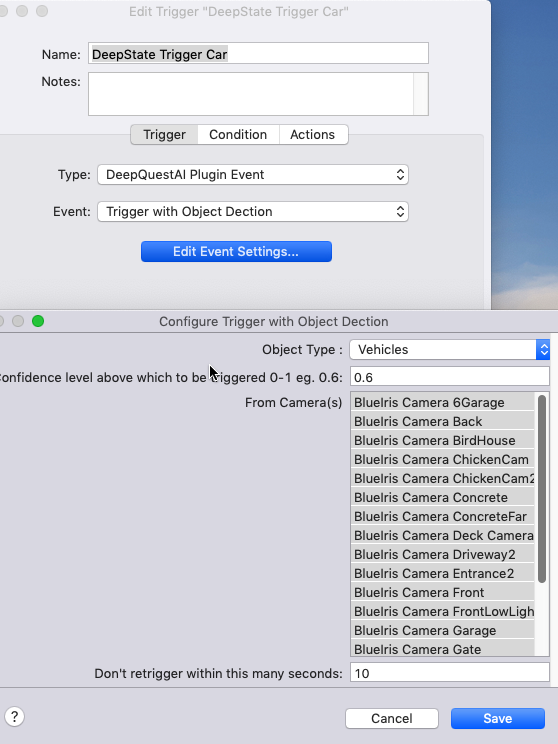 Edit Trigger "DeepState Trigger Car"
Name: DeepState Trigger Car
Notes:
Trigger Condition Actions
Type: DeepQuestAI Plugin Event
Event: Trigger with Object Dection
Edit Event Settings...
Configure Trigger with Object Dection
Object Type : Vehicles
onfidence level above which to be triggered 0-1 eg. 0.6: 0.6
From Camera(s)
BlueIris Camera 6Garage
BlueIris Camera Back
BlueIris Camera BirdHouse
BlueIris Camera ChickenCam
BlueIris Camera ChickenCam2
BlueIris Camera Concrete
BlueIris Camera ConcreteFar
BlueIris Camera Deck Camera
BlueIris Camera Driveway2
BlueIris Camera Entrance2
BlueIris Camera Front
BlueIris Camera FrontLowLigh
BlueIris Camera Garage
BlueIris Camera Gate
Don't retrigger within this many seconds: 10
? Cancel Save